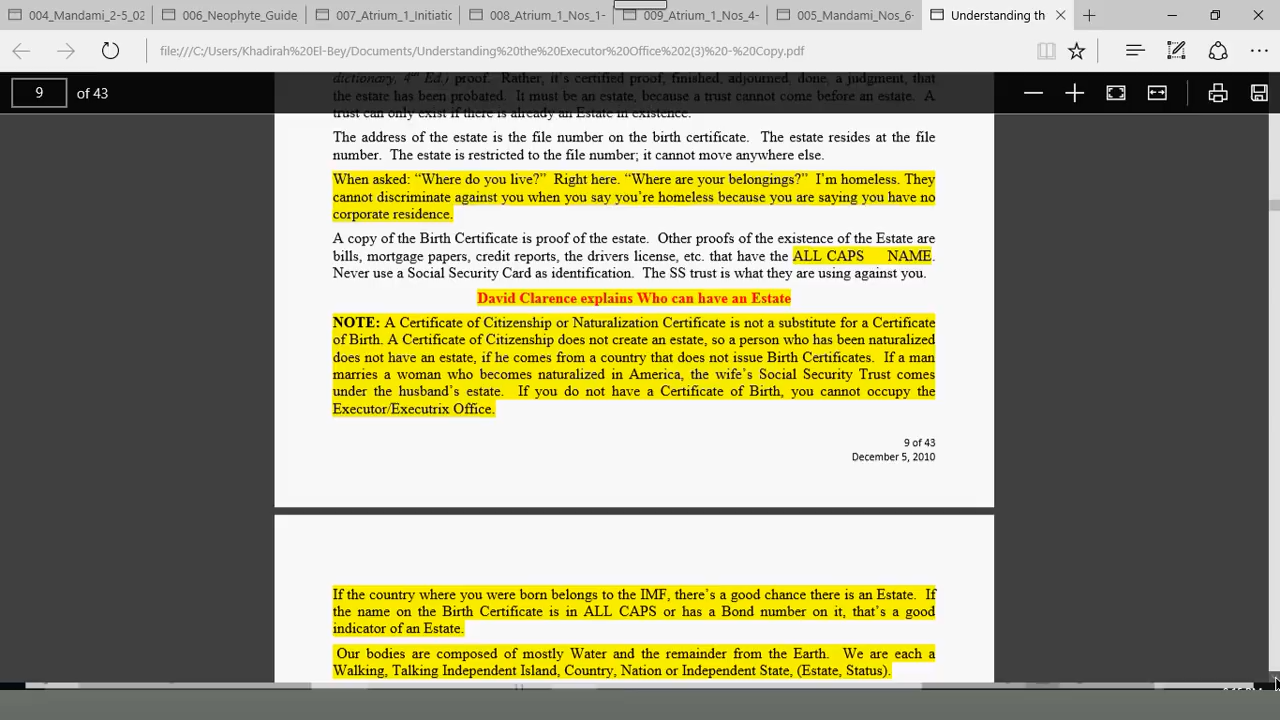 004_Mandami_2-5_02
006_Neophyte_Guide
007_Atrium_1_Initiatic
008_Atrium_1_Nos_1-
009_Atrium_1_Nos_4-
005_Mandami_Nos_6-
Understanding th
file:///C:/Users/Khadirah%20El-Bey/Documents/Understanding%20the%20Executor%20Office%202(3)%20-%20Copy.pdf
9 of 43
dictionary, 4th Ed.) proof. Rather, it's certified proof, finished, adjourned, done, a judgment, that
the estate has been probated. It must be an estate, because a trust cannot come before an estate. A
trust can only exist if there is already an Estate in existence.
The address of the estate is the file number on the birth certificate. The estate resides at the file
number. The estate is restricted to the file number; it cannot move anywhere else.
When asked: “Where do you live?” Right here. “Where are your belongings?” I’m homeless. They
cannot discriminate against you when you say you’re homeless because you are saying you have no
corporate residence.
A copy of the Birth Certificate is proof of the estate. Other proofs of the existence of the Estate are
bills, mortgage papers, credit reports, the drivers license, etc. that have the ALL CAPS NAME.
Never use a Social Security Card as identification. The SS trust is what they are using against you.
David Clarence explains Who can have an Estate
NOTE: A Certificate of Citizenship or Naturalization Certificate is not a substitute for a Certificate
of Birth. A Certificate of Citizenship does not create an estate, so a person who has been naturalized
does not have an estate, if he comes from a country that does not issue Birth Certificates. If a man
marries a woman who becomes naturalized in America, the wife’s Social Security Trust comes
under the husband’s estate. If you do not have a Certificate of Birth, you cannot occupy the
Executor/Executrix Office.
9 of 43
December 5, 2010
If the country where you were born belongs to the IMF, there’s a good chance there is an Estate. If
the name on the Birth Certificate is in ALL CAPS or has a Bond number on it, that’s a good
indicator of an Estate.
Our bodies are composed of mostly Water and the remainder from the Earth. We are each a
Walking, Talking Independent Island, Country, Nation or Independent State, (Estate, Status).